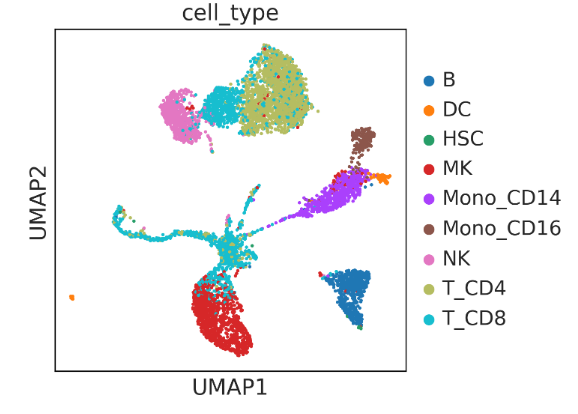 cell_type
UMAP2
UMAP1
B
DC
HSC
MK
Mono_CD14
Mono_CD16
NK
T_CD4
T_CD8